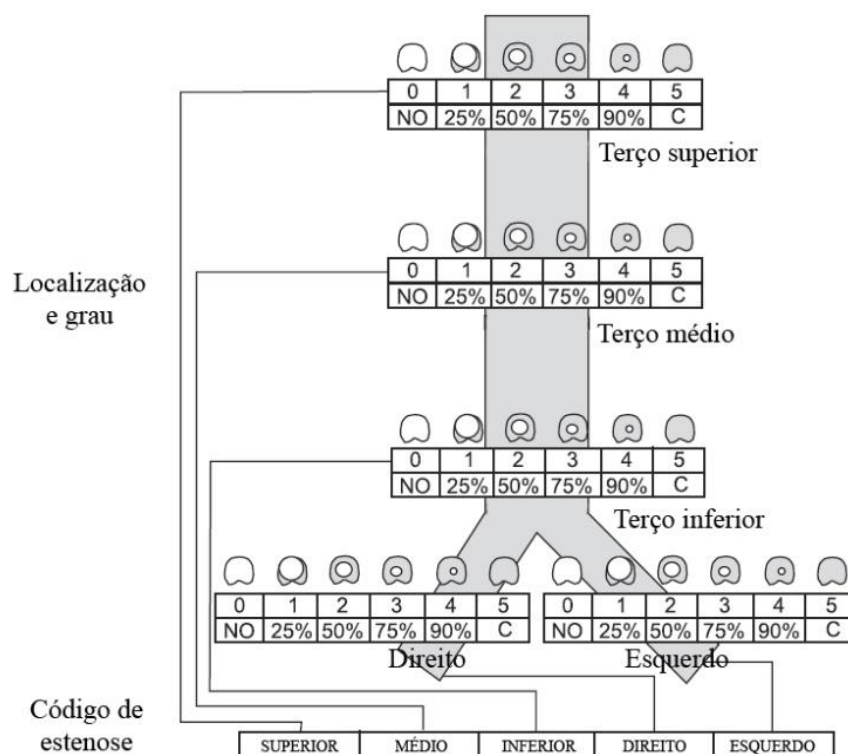 0 1 2 3 4 5
NO 25% 50% 75% 90% C
Terço superior
0 1 2 3 4 5
NO 25% 50% 75% 90% C
Terço médio
Localização
e grau
0 1 2 3 4 5
NO 25% 50% 75% 90% C
Terço inferior
0 1 2 3 4 5
NO 25% 50% 75% 90% C
Direito
0 1 2 3 4 5
NO 25% 50% 75% 90% C
Esquerdo
Código de
estenose
SUPERIOR MÉDIO INFERIOR DIREITO ESQUERDO